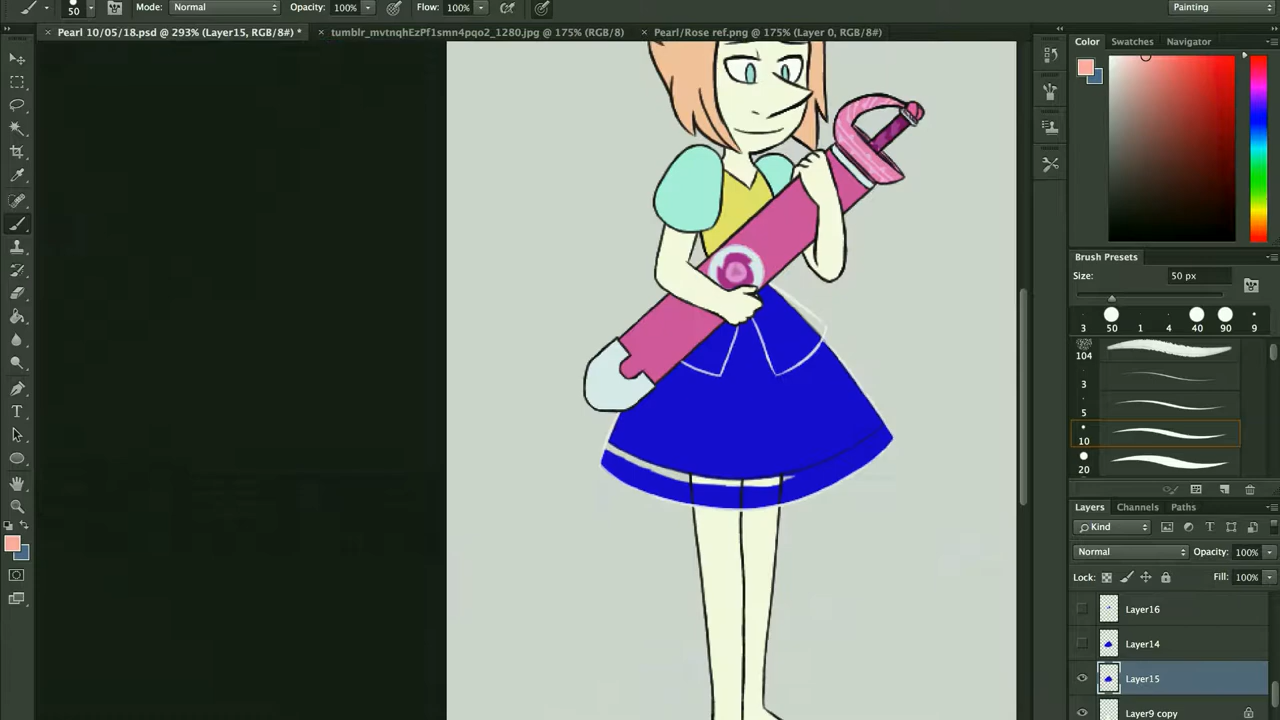 50 Mode: Normal Opacity: 100% Flow: 100% Painting
× Pearl 10/05/18.psd @ 293% (Layer15, RGB/8#) * × tumblr_mvtnqhEzPf1smn4pqo2_1280.jpg @ 175% (RGB/8) × Pearl/Rose ref.png @ 175% (Layer 0, RGB/8#)
Color Swatches Navigator
Brush Presets
Size: 50 px
3 50 1 4 40 90 9
104
3
5
10
20
Layers Channels Paths
Kind
Normal Opacity: 100%
Lock: Fill: 100%
Layer16
Layer14
Layer15
Layer9 copy